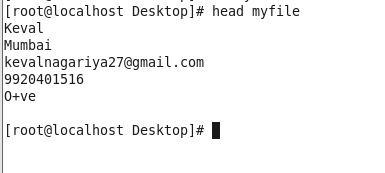 [root@localhost Desktop]# head myfile
Keval
Mumbai
kevalnagariya27@gmail.com
9920401516
O+ve
[root@localhost Desktop]#